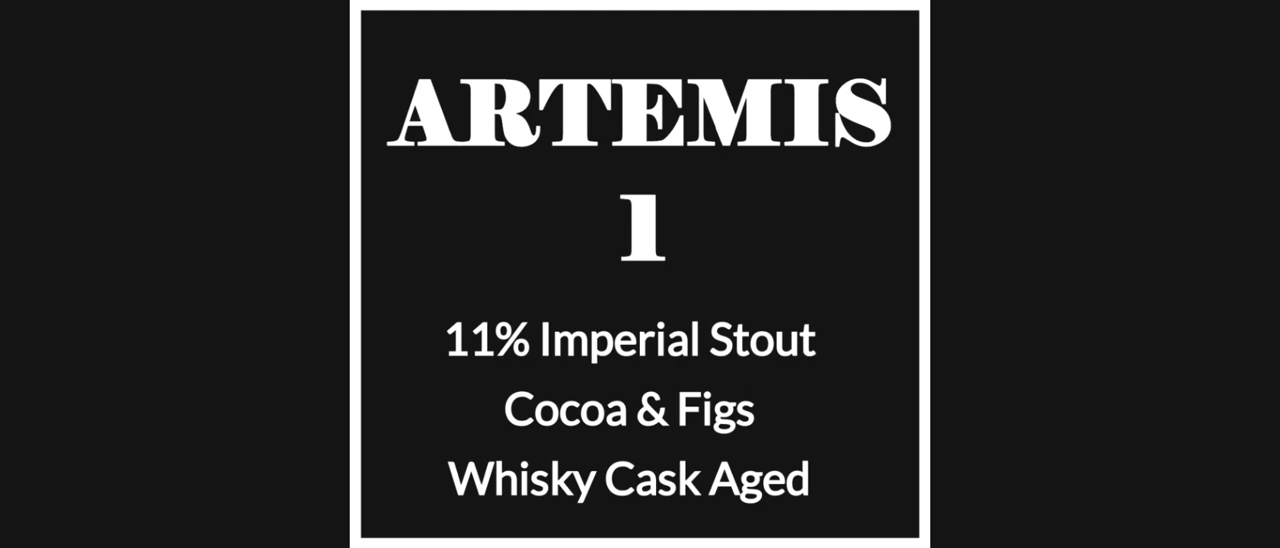 ARTEMIS
1
11% Imperial Stout
Cocoa & Figs
Whisky Cask Aged